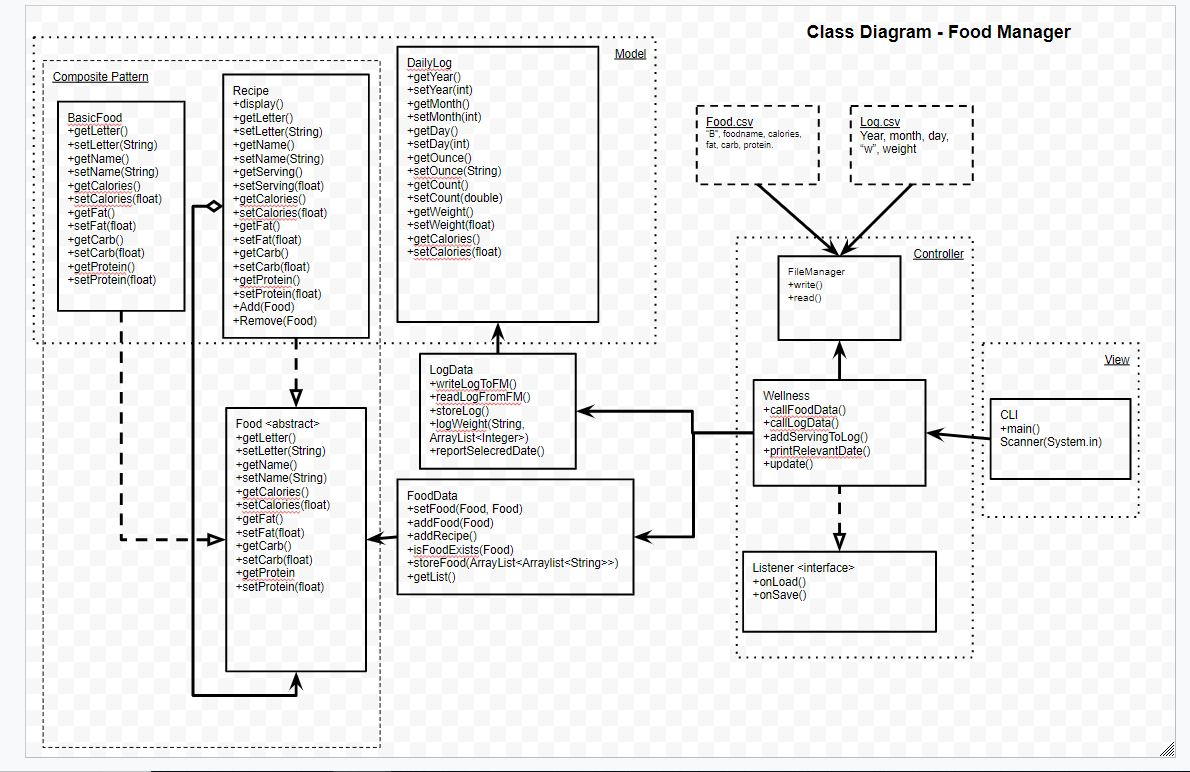 Class Diagram - Food Manager
Model
Composite Pattern
BasicFood
+getLetter()
+setLetter(String)
+getName()
+setName(String)
+getCalories()
+setCalories(float)
+getFat()
+setFat(float)
+getCarb()
+setCarb(float)
+getProtein()
+setProtein(float)
Recipe
+display()
+getLetter()
+setLetter(String)
+getName()
+setName(String)
+getServing()
+setServing(float)
+getCalories()
+setCalories(float)
+getFat()
+setFat(float)
+getCarb()
+setCarb(float)
+getProtein()
+setProtein(float)
+Add(Food)
+Remove(Food)
DailyLog
+getYear()
+setYear(int)
+getMonth()
+setMonth(int)
+getDay()
+setDay(int)
+getOunce()
+setOunce(String)
+getCount()
+setCount(double)
+getWeight()
+setWeight(float)
+getCalories()
+setCalories(float)
Food.csv
"B", foodname, calories,
fat, carb, protein.
Log.csv
Year, month, day,
"w", weight
Controller
FileManager
+write()
+read()
View
LogData
+writeLogToFM()
+readLogFromFM()
+storeLog()
+logWeight(String,
ArrayList<Integer>)
+reportSelecredDate()
Wellness
+callFoodData()
+callLogData()
+addServingToLog()
+printRelevantDate()
+update()
CLI
+main()
Scanner(System.in)
Food <abstract>
+getLetter()
+setLetter(String)
+getName()
+setName(String)
+getCalories()
+setCalories(float)
+getFat()
+setFat(float)
+getCarb()
+setCarb(float)
+getProtein
+setProtein(float)
FoodData
+setFood(Food, Food)
+addFood(Food)
+addRecipe()
+isFoodExists(Food)
+storeFood(ArrayList<Arraylist<String>>)
+getList()
Listener <interface>
+onLoad()
+onSave()